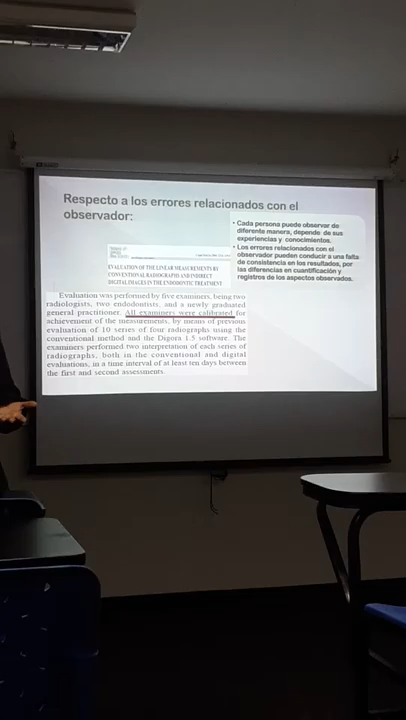 Respecto a los errores relacionados con el
observador:
• Cada persona puede observar de
diferente manera, depende de sus
experiencias y conocimientos.
• Los errores relacionados con el
observador pueden conducir a una falta
de consistencia en los resultados, por
las diferencias en cuantificación y
registros de los aspectos observados.
EVALUATION OF THE LINEAR MEASUREMENTS BY
CONVENTIONAL RADIOGRAPHS AND INDIRECT
DIGITAL IMAGES IN THE ENDODONTIC TREATMENT
Evaluation was performed by five examiners, being two
radiologists, two endodontists, and a newly graduated
general practitioner. All examiners were calibrated for
achievement of the measurements, by means of previous
evaluation of 10 series of four radiographs using the
conventional method and the Digora 1.5 software. The
examiners performed two interpretation of each series of
radiographs, both in the conventional and digital
evaluations, in a time interval of at least ten days between
the first and second assessments.